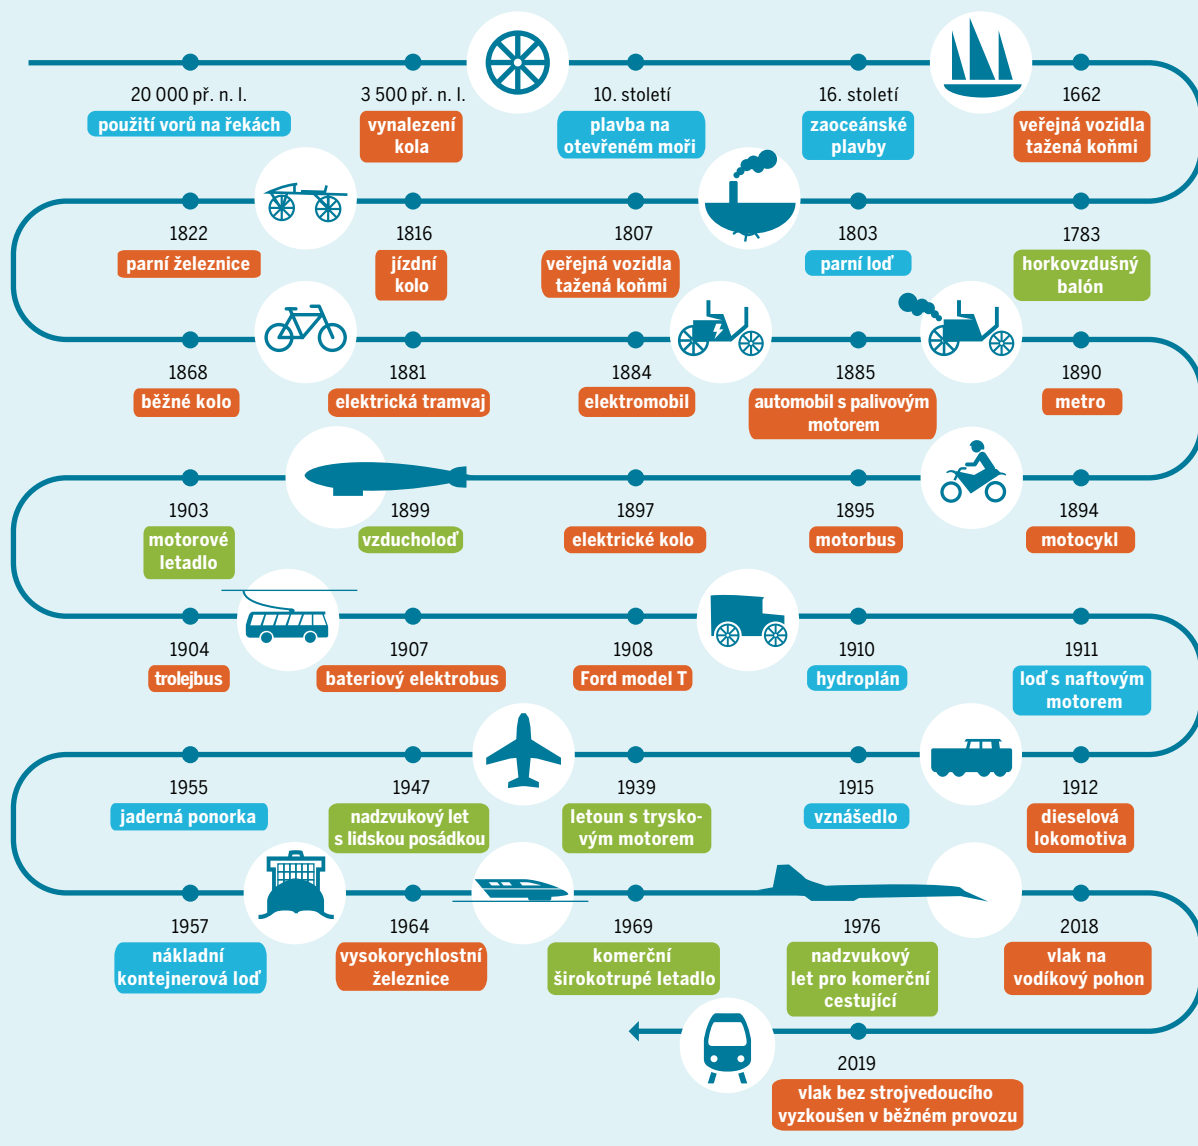 20 000 př. n. l.
použití vorů na řekách
3 500 př. n. l.
vynalezení
kola
10. století
plavba na
otevřeném moři
16. století
zaoceánské
plavby
1662
veřejná vozidla
tažená koňmi
1783
horkovzdušný
balón
1803
parní loď
1807
veřejná vozidla
tažená koňmi
1816
jízdní
kolo
1822
parní železnice
1868
běžné kolo
1881
elektrická tramvaj
1884
elektromobil
1885
automobil s palivovým
motorem
1890
metro
1894
motocykl
1895
motorbus
1897
elektrické kolo
1899
vzducholoď
1903
motorové
letadlo
1904
trolejbus
1907
bateriový elektrobus
1908
Ford model T
1910
hydroplán
1911
loď s naftovým
motorem
1912
dieselová
lokomotiva
1915
vznášedlo
1939
letoun s trysko-
vým motorem
1947
nadzvukový let
s lidskou posádkou
1955
jaderná ponorka
1957
nákladní
kontejnerová loď
1964
vysokorychlostní
železnice
1969
komerční
širokotrupé letadlo
1976
nadzvukový
let pro komerční
cestující
2018
vlak na
vodíkový pohon
2019
vlak bez strojvedoucího
vyzkoušen v běžném provozu